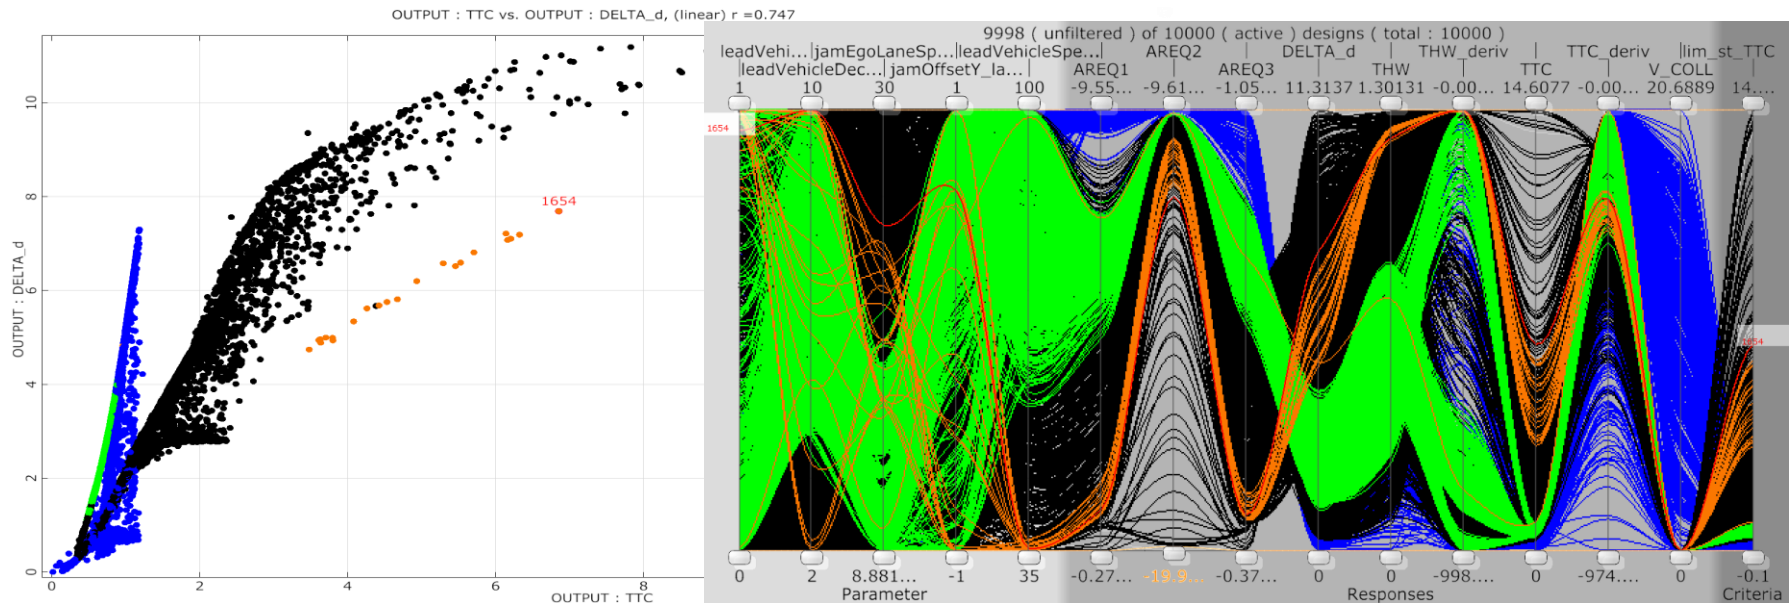 OUTPUT : TTC vs. OUTPUT : DELTA_d, (linear) r =0.747
OUTPUT : DELTA_d
10
8
6
4
2
0
1654
0 2 4 6 8
OUTPUT : TTC
9998 ( unfiltered ) of 10000 ( active ) designs ( total : 10000 )
leadVehi... jamEgoLaneSp... leadVehicleSpe... AREQ2 DELTA_d THW_deriv TTC_deriv lim_st_TTC
leadVehicleDec... jamOffsetY_la... AREQ1 AREQ3 THW TTC V_COLL
1 10 30 1 100 -9.55... -9.61... -1.05... 11.3137 1.30131 -0.00... 14.6077 -0.00... 20.6889 14....
1654
1654
0 2 8.881... -1 35 -0.27... -19.9... -0.37... 0 0 -998.... 0 -974.... 0 -0.1
Parameter Responses Criteria